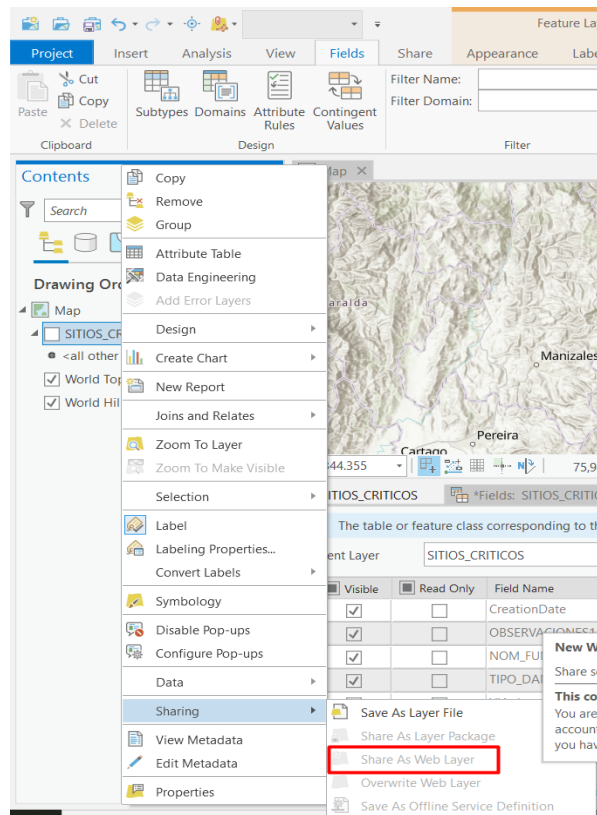 Feature La
Project Insert Analysis View Fields Share Appearance Labe
Cut
Copy
Paste
Delete
Clipboard
Subtypes Domains Attribute Rules Contingent Values
Design
Filter Name:
Filter Domain:
Filter
Contents
Search
Drawing Ord
Map
SITIOS_CR
<all other
World Top
World Hil
Copy
Remove
Group
Attribute Table
Data Engineering
Add Error Layers
Design
Create Chart
New Report
Joins and Relates
Zoom To Layer
Zoom To Make Visible
Selection
Label
Labeling Properties...
Convert Labels
Symbology
Disable Pop-ups
Configure Pop-ups
Data
Sharing
View Metadata
Edit Metadata
Properties
Map
aralda
Manizales
Pereira
Cartago
344.355
75,9
ITIOS_CRITICOS *Fields: SITIOS_CRITIC
The table or feature class corresponding to th
ent Layer SITIOS_CRITICOS
Visible Read Only Field Name
CreationDate
OBSERVACIONES1
NOM_FU
TIPO_DA
New W
Share s
This co
You are
account
you hav
Save As Layer File
Share As Layer Package
Share As Web Layer
Overwrite Web Layer
Save As Offline Service Definition